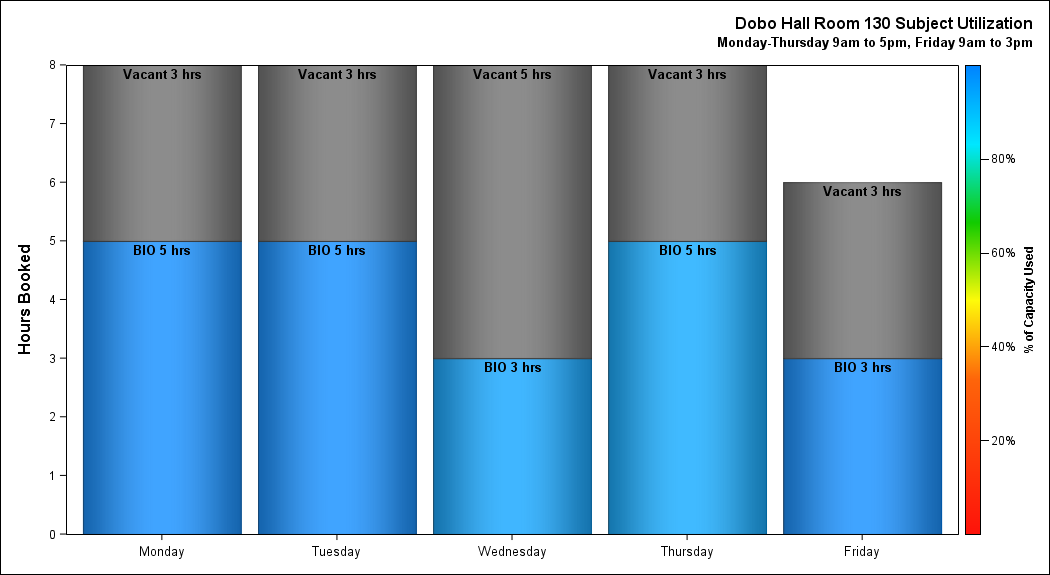 Dobo Hall Room 130 Subject Utilization
Monday-Thursday 9am to 5pm, Friday 9am to 3pm
Hours Booked
8
7
6
5
4
3
2
1
0
Vacant 3 hrs
BIO 5 hrs
Vacant 3 hrs
BIO 5 hrs
Vacant 5 hrs
BIO 3 hrs
Vacant 3 hrs
BIO 5 hrs
Vacant 3 hrs
BIO 3 hrs
Monday
Tuesday
Wednesday
Thursday
Friday
80%
60%
40%
20%
% of Capacity Used